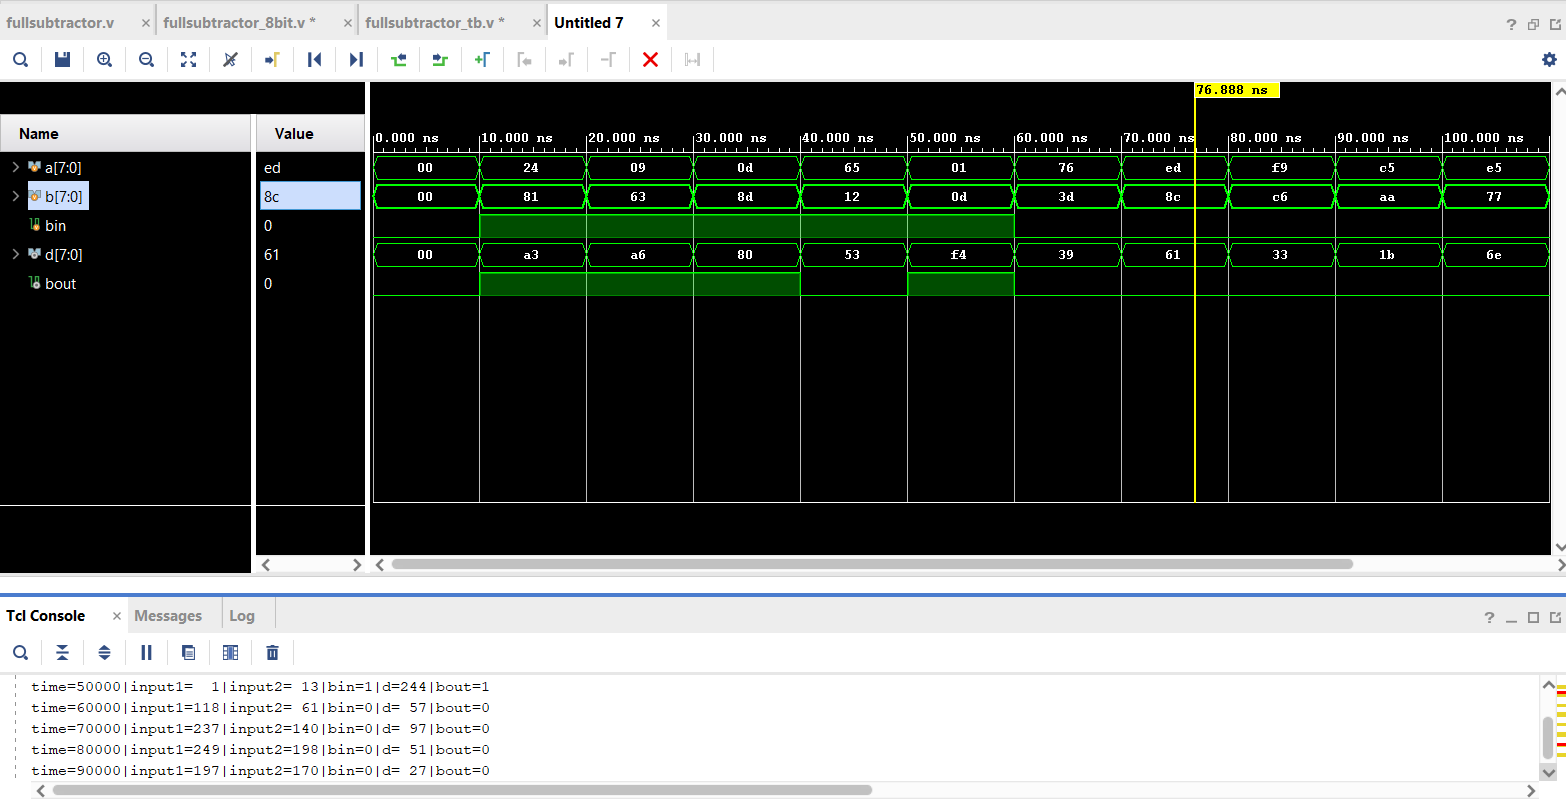 fullsubtractor.v × fullsubtractor_8bit.v * × fullsubtractor_tb.v * × Untitled 7 ×
?
76.888 ns
Name Value 0.000 ns 10.000 ns 20.000 ns 30.000 ns 40.000 ns 50.000 ns 60.000 ns 70.000 ns 80.000 ns 90.000 ns 100.000 ns
a[7:0] ed 00 24 09 0d 65 01 76 ed f9 c5 e5
b[7:0] 8c 00 81 63 8d 12 0d 3d 8c c6 aa 77
bin 0
d[7:0] 61 00 a3 a6 80 53 f4 39 61 33 1b 6e
bout 0
Tcl Console × Messages Log ?
time=50000|input1=  1|input2= 13|bin=1|d=244|bout=1
time=60000|input1=118|input2= 61|bin=0|d= 57|bout=0
time=70000|input1=237|input2=140|bin=0|d= 97|bout=0
time=80000|input1=249|input2=198|bin=0|d= 51|bout=0
time=90000|input1=197|input2=170|bin=0|d= 27|bout=0